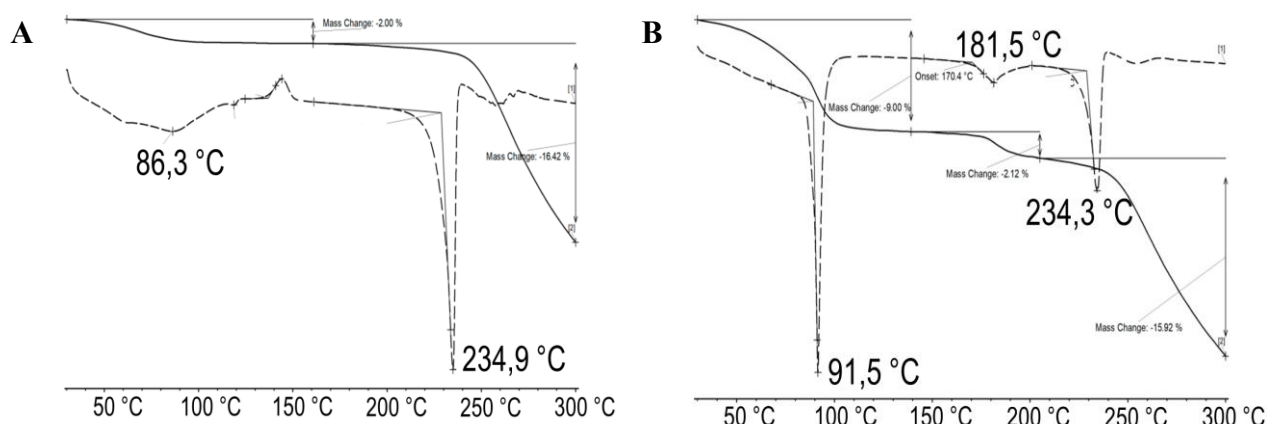 A
Mass Change: -2.00 %
[1]
86,3 °C
Mass Change: -16.42 %
[2]
234,9 °C
50 °C 100 °C 150 °C 200 °C 250 °C 300 °C
B
181,5 °C
[1]
Onset: 170.4 °C
Mass Change: -9.00 %
Mass Change: -2.12 %
234,3 °C
Mass Change: -15.92 %
[2]
91,5 °C
50 °C 100 °C 150 °C 200 °C 250 °C 300 °C